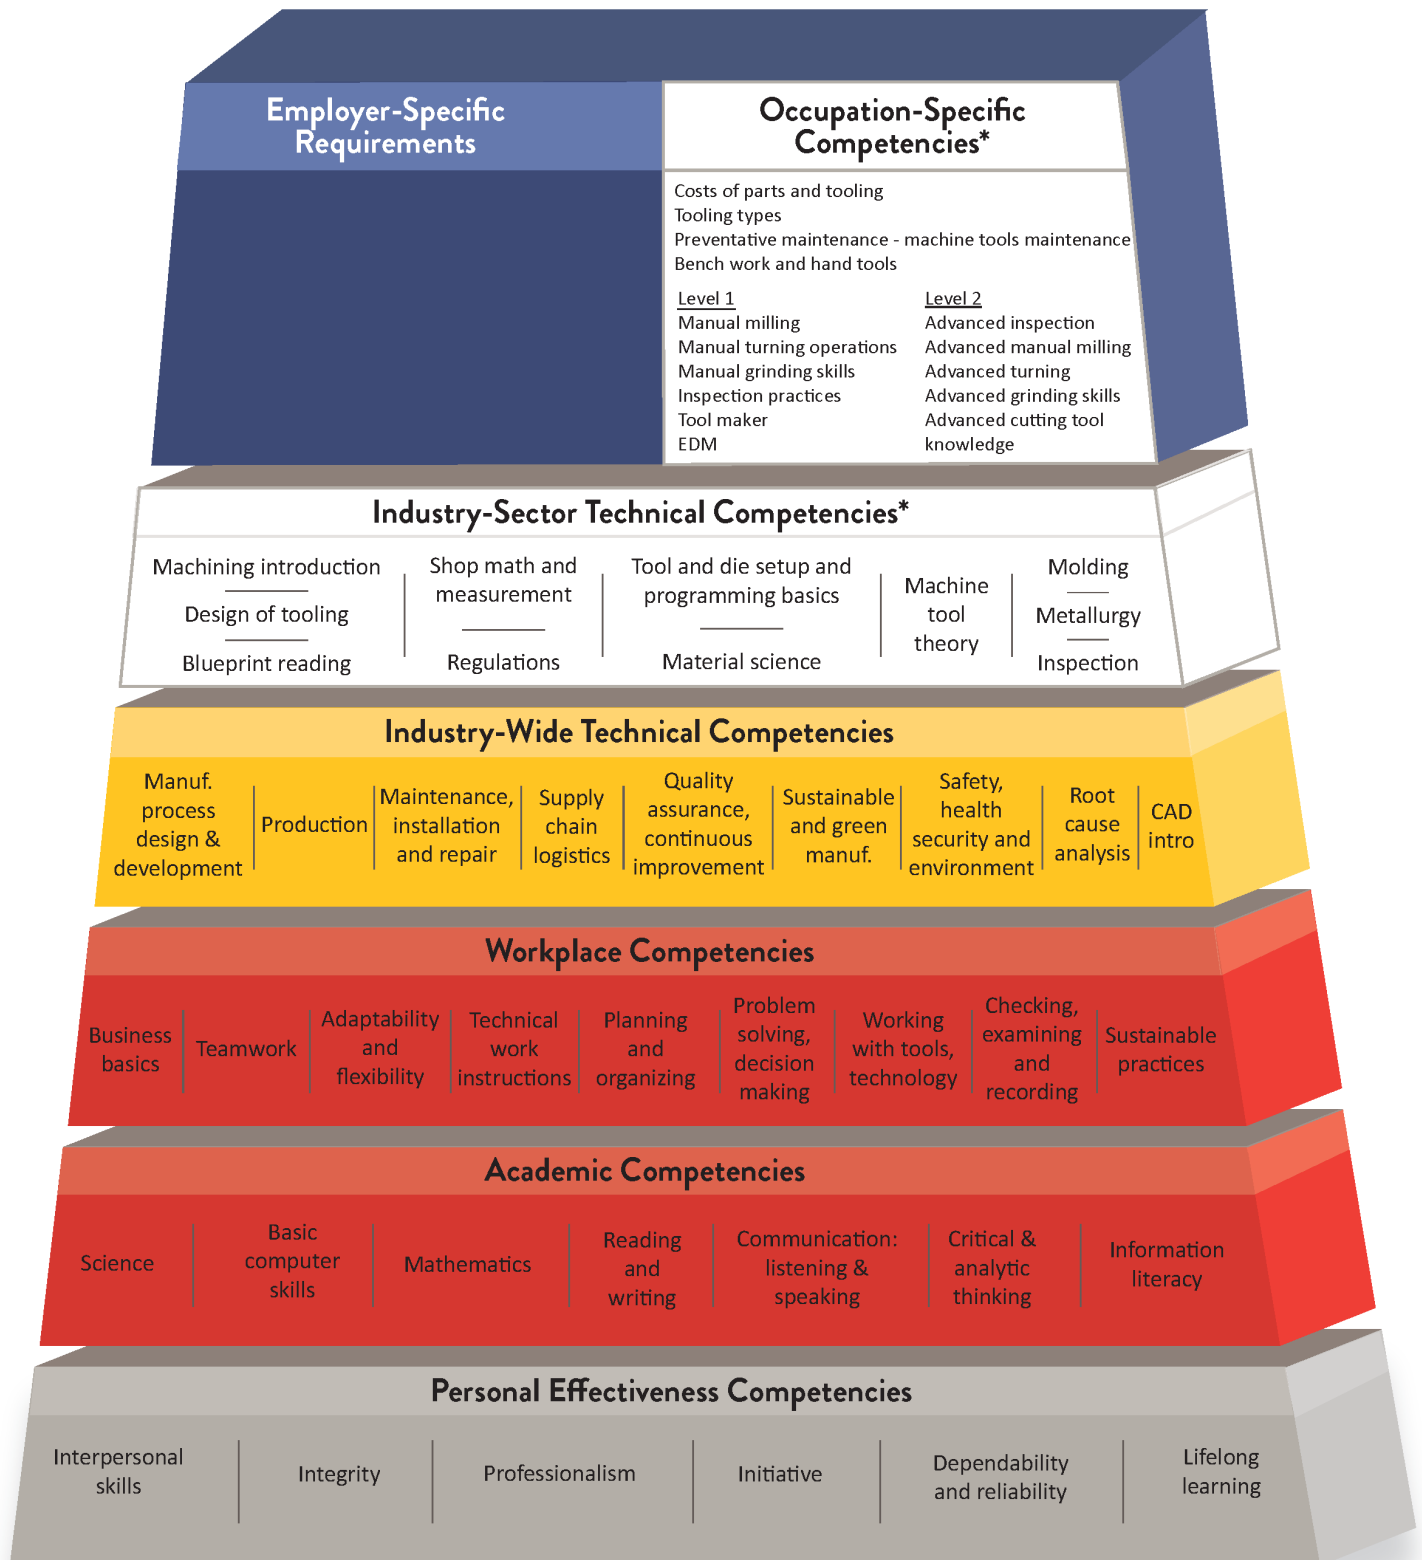 Employer-Specific
Requirements
Occupation-Specific
Competencies*
Costs of parts and tooling
Tooling types
Preventative maintenance - machine tools maintenance
Bench work and hand tools
Level 1
Manual milling
Manual turning operations
Manual grinding skills
Inspection practices
Tool maker
EDM
Level 2
Advanced inspection
Advanced manual milling
Advanced turning
Advanced grinding skills
Advanced cutting tool
knowledge
Industry-Sector Technical Competencies*
Machining introduction
Design of tooling
Blueprint reading
Shop math and
measurement
Regulations
Tool and die setup and
programming basics
Material science
Machine
tool
theory
Molding
Metallurgy
Inspection
Industry-Wide Technical Competencies
Manuf.
process
design &
development
Production
Maintenance,
installation
and repair
Supply
chain
logistics
Quality
assurance,
continuous
improvement
Sustainable
and green
manuf.
Safety,
health
security and
environment
Root
cause
analysis
CAD
intro
Workplace Competencies
Business
basics
Teamwork
Adaptability
and
flexibility
Technical
work
instructions
Planning
and
organizing
Problem
solving,
decision
making
Working
with tools,
technology
Checking,
examining
and
recording
Sustainable
practices
Academic Competencies
Science
Basic
computer
skills
Mathematics
Reading
and
writing
Communication:
listening &
speaking
Critical &
analytic
thinking
Information
literacy
Personal Effectiveness Competencies
Interpersonal
skills
Integrity
Professionalism
Initiative
Dependability
and reliability
Lifelong
learning